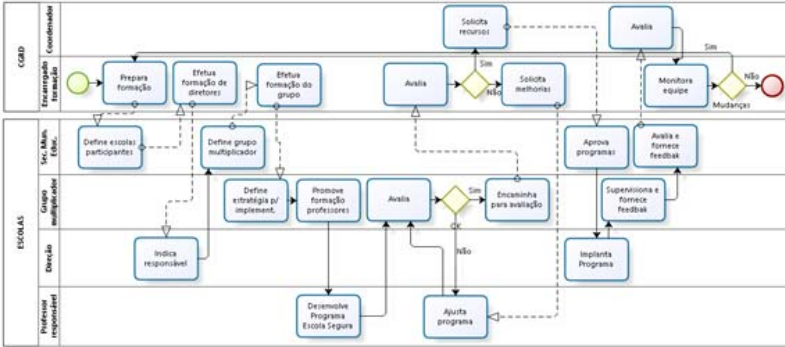 CGRD
Coordenador
Solicita
recursos
Avalia
Encarregado
formação
Prepara
formação
Efetua
formação de
diretores
Efetua
formação do
grupo
Avalia
Sim
Não
Solicita
melhorias
Monitora
equipe
Sim
Não
Mudanças
ESCOLAS
Sec. Mun.
Educ.
Define escolas
participantes
Define grupo
multiplicador
Aprova
programas
Avalia e
fornece
feedbak
Grupo
multiplicador
Define
estratégia p/
implement.
Promove
formação
professores
Avalia
Sim
OK
Não
Encaminha
para avaliação
Supervisiona e
fornece
feedbak
Direção
Indica
responsável
Implanta
Programa
Professor
responsável
Desenvolve
Programa
Escola Segura
Ajusta
programa